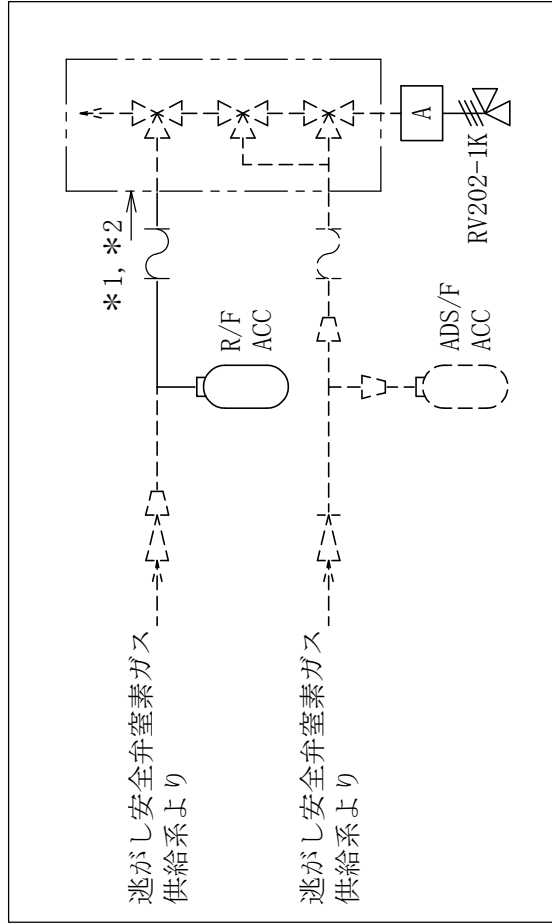 逃がし安全弁窒素ガス
供給系より
R/F
ACC
*1, *2
逃がし安全弁窒素ガス
供給系より
ADS/F
ACC
A
RV202-1K